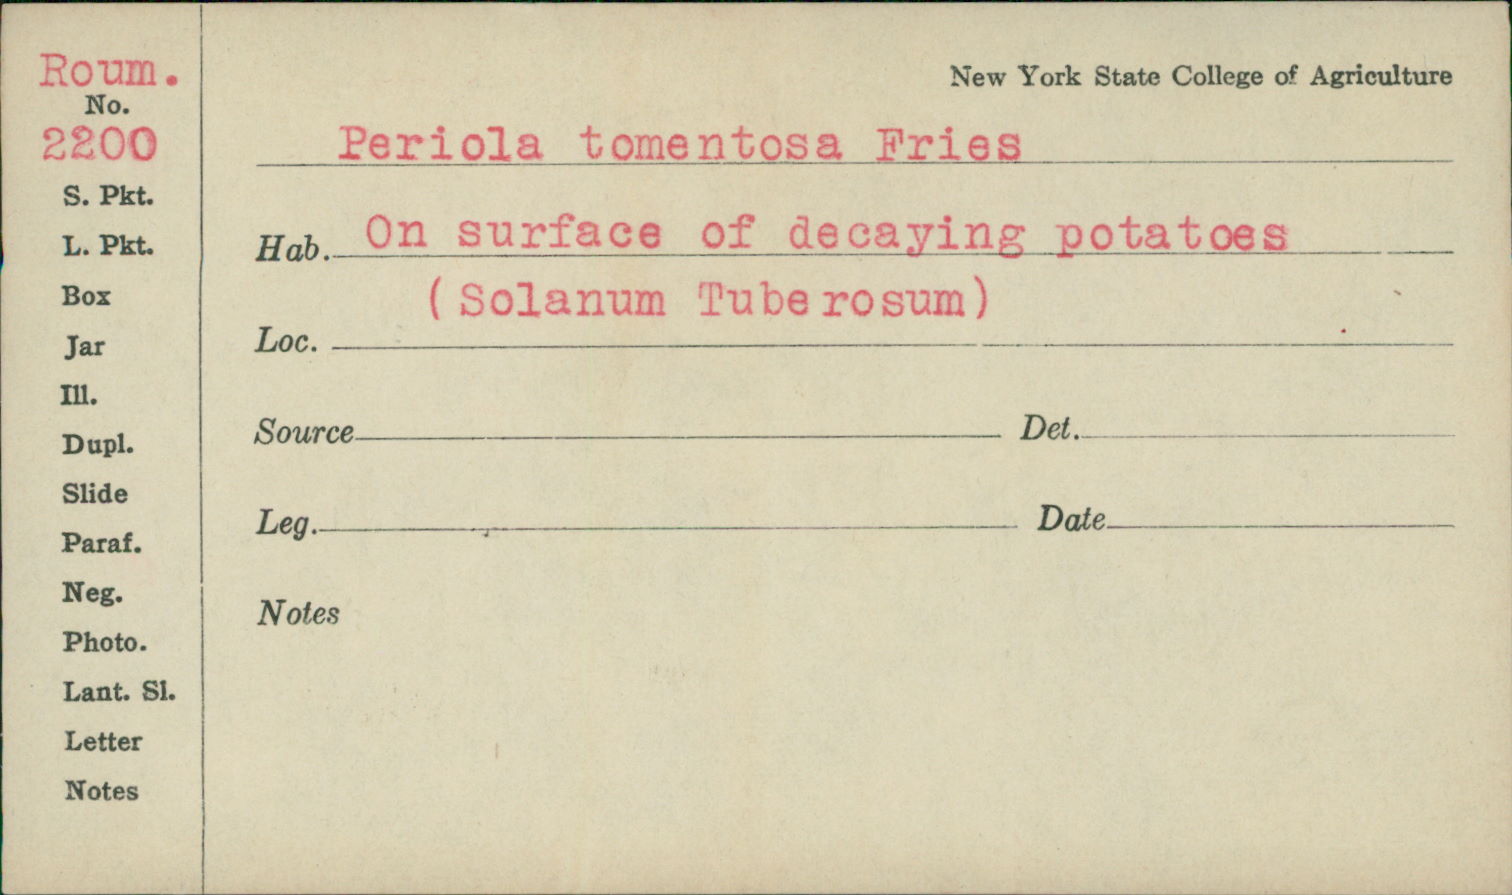 Roum.
No.
2200
S. Pkt.
L. Pkt.
Box
Jar
Ill.
Dupl.
Slide
Paraf.
Neg.
Photo.
Lant. Sl.
Letter
Notes
New York State College of Agriculture
Periola tomentosa Fries
Hab. On surface of decaying potatoes
(Solanum Tuberosum)
Loc.
Source Det.
Leg. Date
Notes